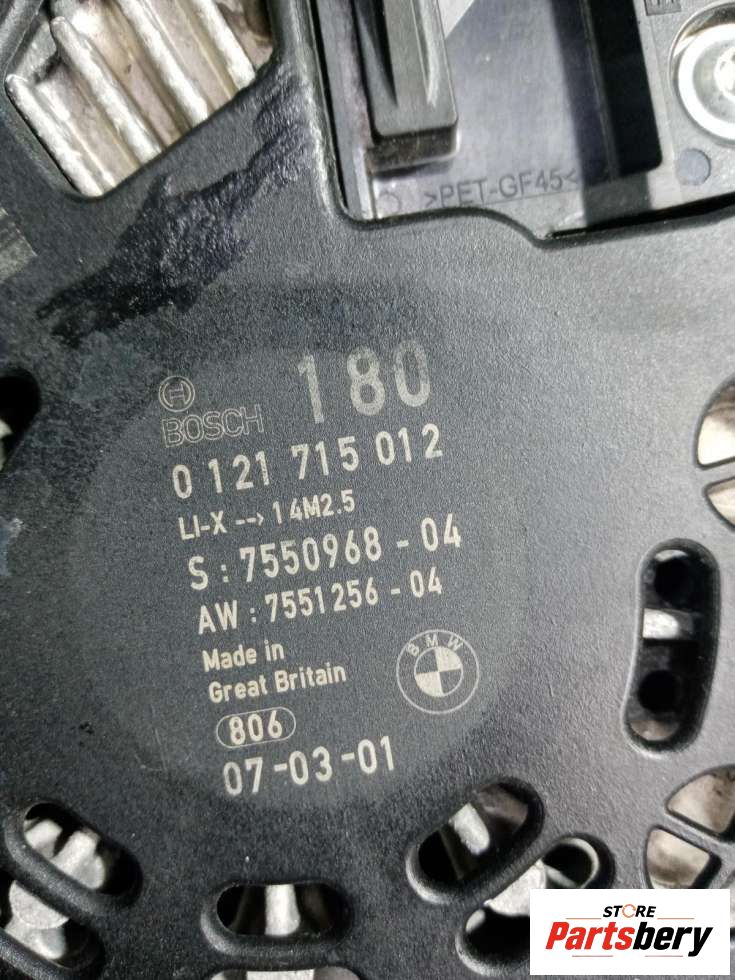 >PET-GF45<
180
BOSCH
0 121 715 012
LI-X --> 14M2.5
S : 7550968 - 04
AW : 7551256 - 04
Made in
Great Britain
BMW
806
07-03-01
STORE
Partsbery